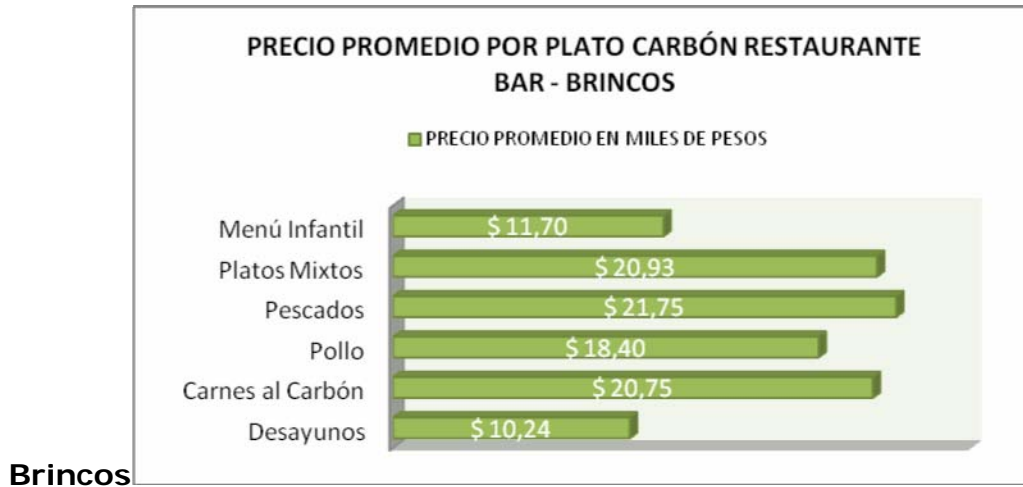 PRECIO PROMEDIO POR PLATO CARBÓN RESTAURANTE
BAR - BRINCOS
PRECIO PROMEDIO EN MILES DE PESOS
Menú Infantil $ 11,70
Platos Mixtos $ 20,93
Pescados $ 21,75
Pollo $ 18,40
Carnes al Carbón $ 20,75
Desayunos $ 10,24
Brincos